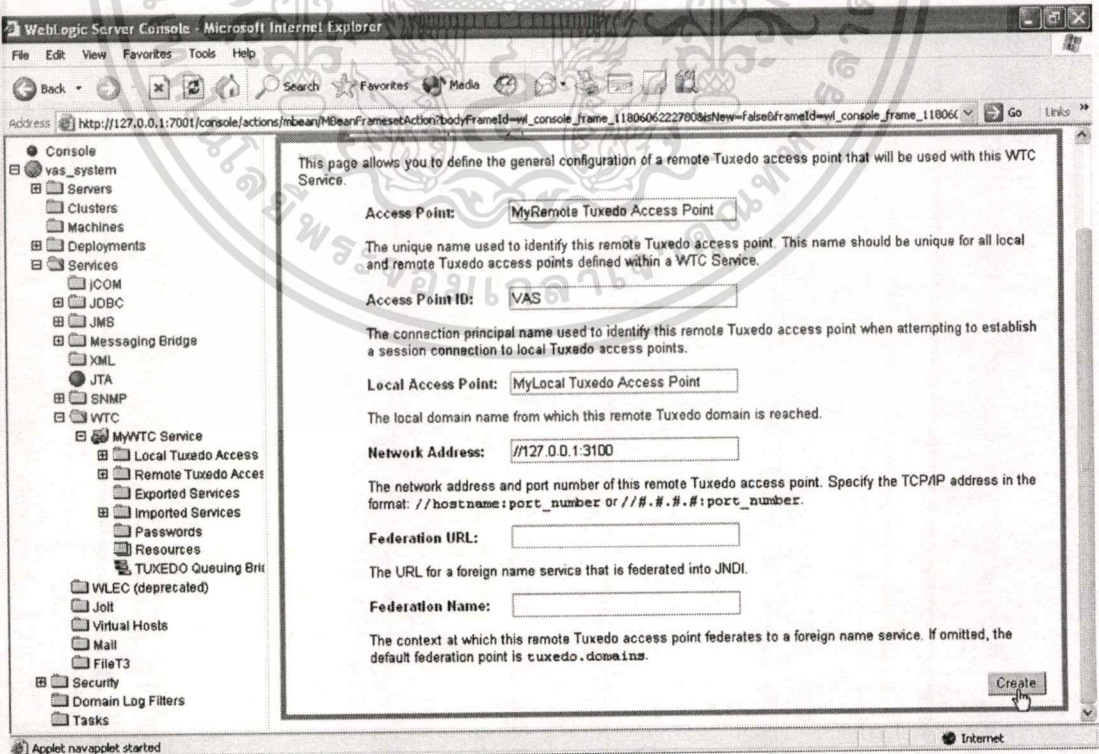 WebLogic Server Console - Microsoft Internet Explorer
File Edit View Favorites Tools Help
Back Search Favorites Media
Address http://127.0.0.1:7001/console/actions/mbean/MBeanFramesetAction?bodyFrameId=wl_console_frame_1180606222780&isNew=false&frameId=wl_console_frame_11806( Go Links »
Console
vas_system
Servers
Clusters
Machines
Deployments
Services
jCOM
JDBC
JMS
Messaging Bridge
XML
JTA
SNMP
WTC
MyWTC Service
Local Tuxedo Access
Remote Tuxedo Acces
Exported Services
Imported Services
Passwords
Resources
TUXEDO Queuing Bric
WLEC (deprecated)
Jolt
Virtual Hosts
Mail
FileT3
Security
Domain Log Filters
Tasks
This page allows you to define the general configuration of a remote Tuxedo access point that will be used with this WTC
Service.
Access Point: MyRemote Tuxedo Access Point
The unique name used to identify this remote Tuxedo access point. This name should be unique for all local
and remote Tuxedo access points defined within a WTC Service.
Access Point ID: VAS
The connection principal name used to identify this remote Tuxedo access point when attempting to establish
a session connection to local Tuxedo access points.
Local Access Point: MyLocal Tuxedo Access Point
The local domain name from which this remote Tuxedo domain is reached.
Network Address: //127.0.0.1:3100
The network address and port number of this remote Tuxedo access point. Specify the TCP/IP address in the
format: //hostname:port_number or //#.#.#.#:port_number.
Federation URL:
The URL for a foreign name service that is federated into JNDI.
Federation Name:
The context at which this remote Tuxedo access point federates to a foreign name service. If omitted, the
default federation point is tuxedo.domains.
Create
Applet navapplet started
Internet